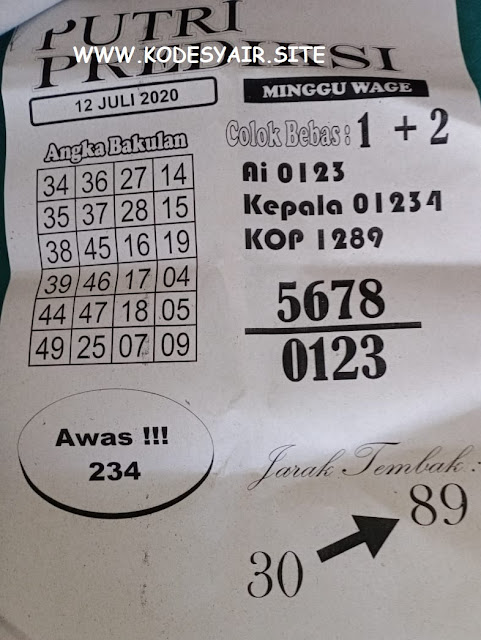 PUTRI
WWW.KODESYAIR.SITE
PREDIKSI
12 JULI 2020
MINGGU WAGE
Angka Bakulan
34 36 27 14
35 37 28 15
38 45 16 19
39 46 17 04
44 47 18 05
49 25 07 09
Colok Bebas : 1 + 2
Ai 0123
Kepala 01234
KOP 1289
5678
0123
Awas !!!
234
Jarak Tembak :
89
30